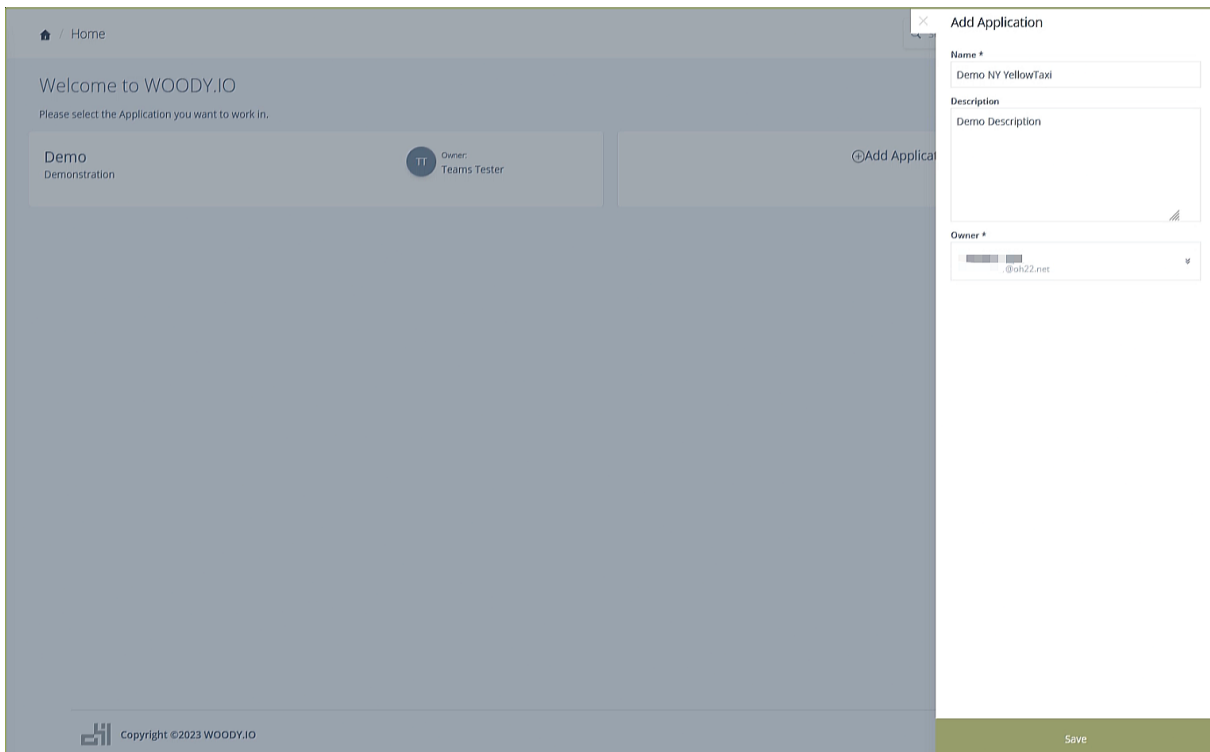 / Home
Welcome to WOODY.IO
Please select the Application you want to work in.
Demo
Demonstration
TT
Owner:
Teams Tester
Add Applicat
Add Application
Name *
Demo NY YellowTaxi
Description
Demo Description
Owner *
.@oh22.net
Save
Copyright ©2023 WOODY.IO